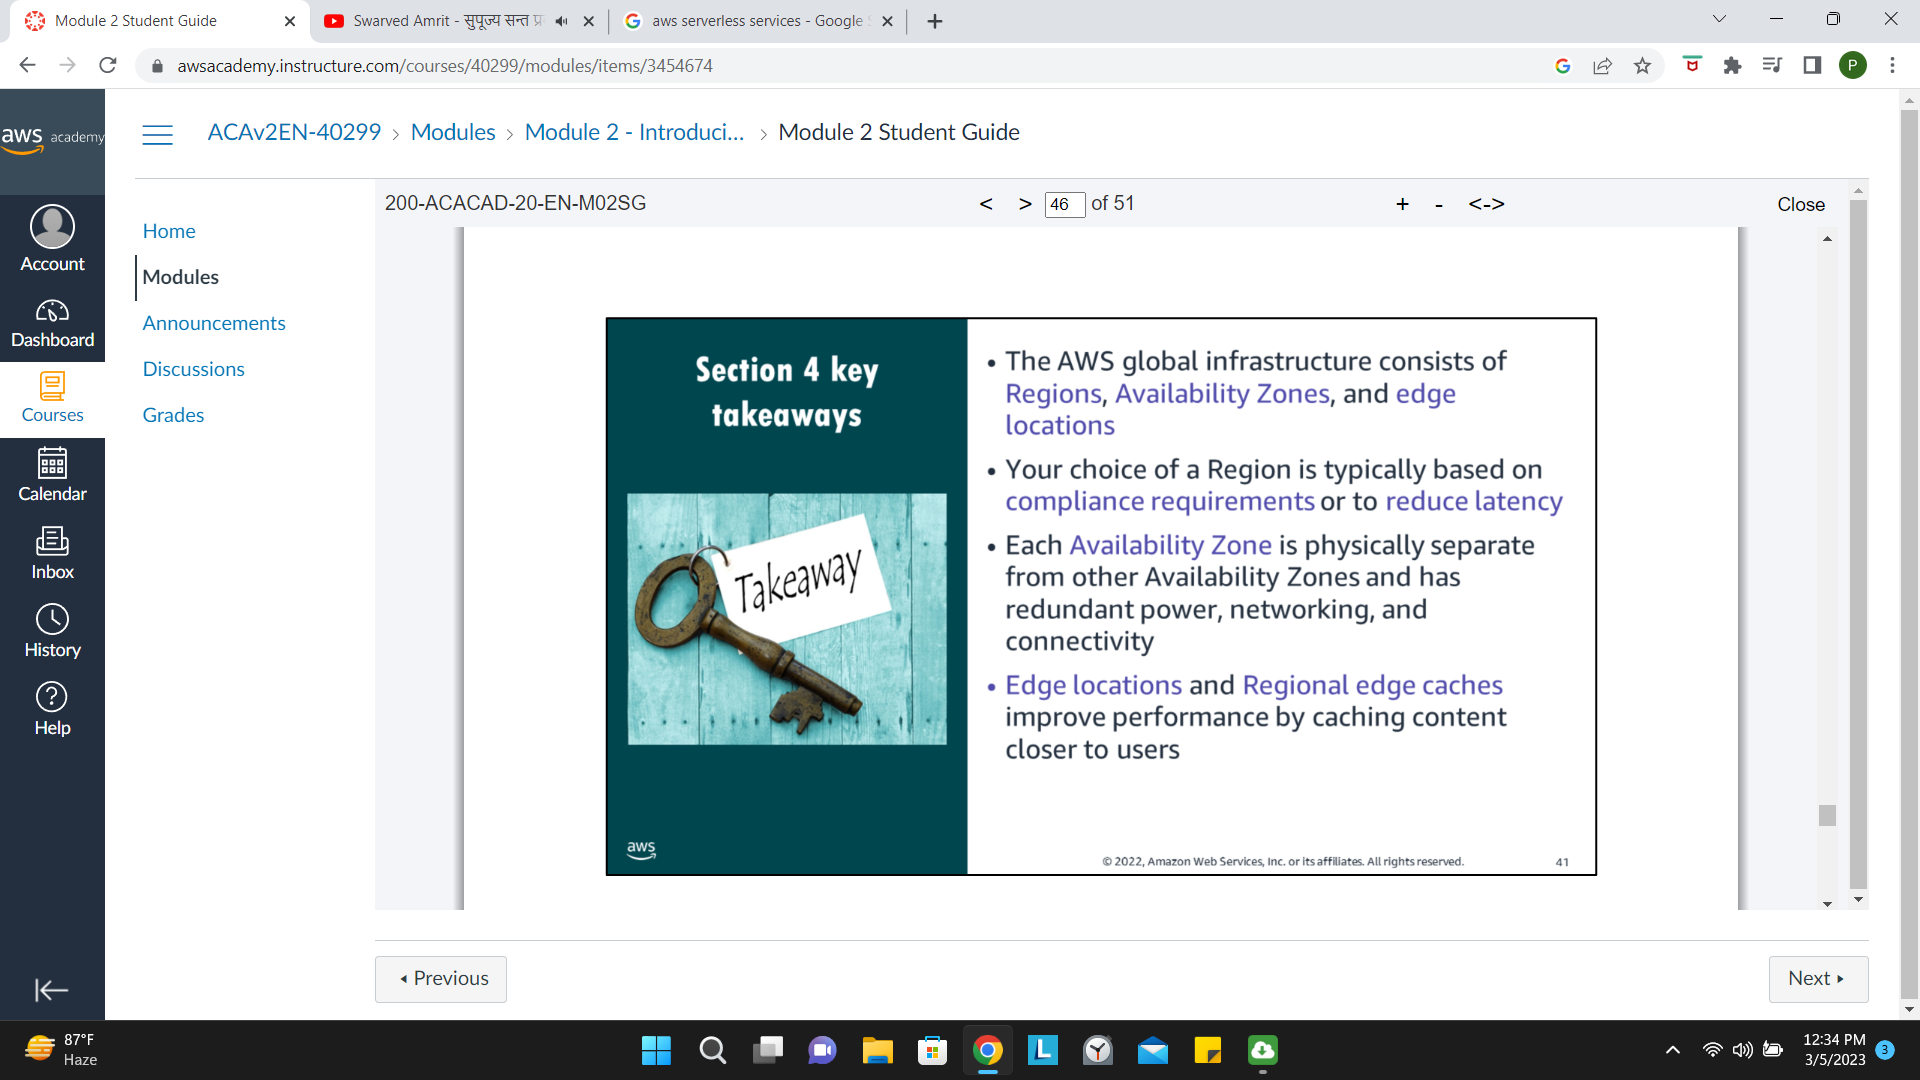 Module 2 Student Guide
Swarved Amrit - सुपूज्य सन्त
aws serverless services - Google
awsacademy.instructure.com/courses/40299/modules/items/3454674
P
aws academy
ACAv2EN-40299 > Modules > Module 2 - Introduci... > Module 2 Student Guide
Account
Dashboard
Courses
Calendar
Inbox
History
Help
Home
Modules
Announcements
Discussions
Grades
200-ACACAD-20-EN-M02SG
< > 46 of 51
+ - <->
Close
Section 4 key
takeaways
Takeaway
aws
• The AWS global infrastructure consists of
Regions, Availability Zones, and edge
locations
• Your choice of a Region is typically based on
compliance requirements or to reduce latency
• Each Availability Zone is physically separate
from other Availability Zones and has
redundant power, networking, and
connectivity
• Edge locations and Regional edge caches
improve performance by caching content
closer to users
© 2022, Amazon Web Services, Inc. or its affiliates. All rights reserved.
41
Previous
Next
87°F
Haze
L
12:34 PM
3/5/2023
3